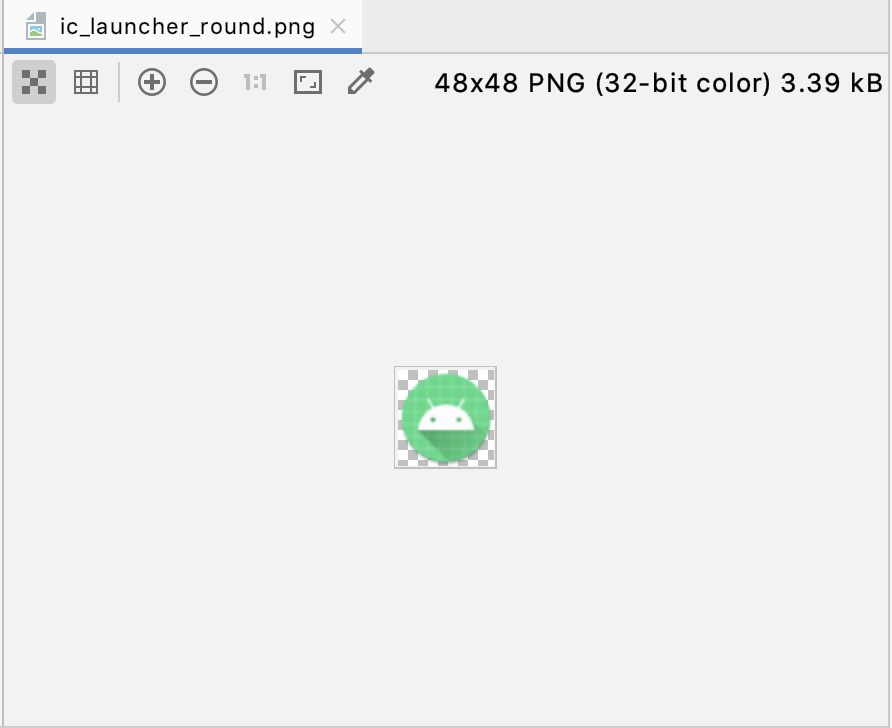 ic_launcher_round.png
1:1
48x48 PNG (32-bit color) 3.39 kB